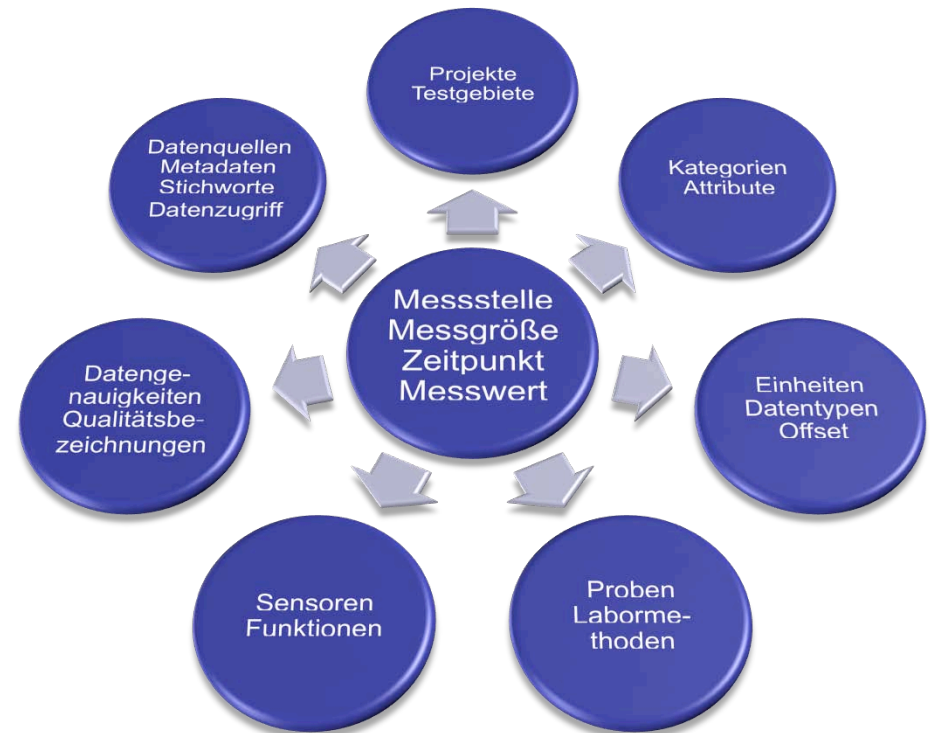 Projekte
Testgebiete
Datenquellen
Metadaten
Stichworte
Datenzugriff
Kategorien
Attribute
Messstelle
Messgröße
Zeitpunkt
Messwert
Datenge-
nauigkeiten
Qualitätsbe-
zeichnungen
Einheiten
Datentypen
Offset
Sensoren
Funktionen
Proben
Laborme-
thoden